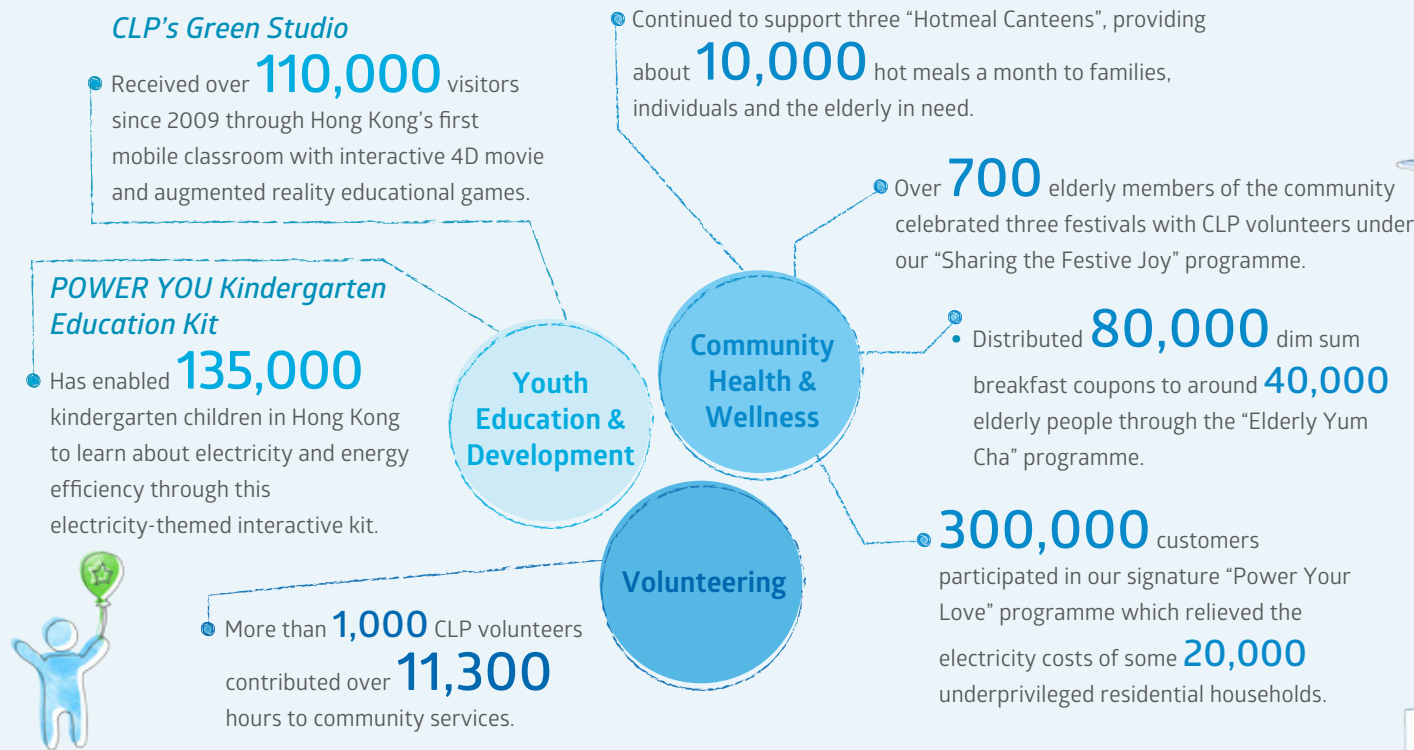 CLP's Green Studio
Received over 110,000 visitors
since 2009 through Hong Kong's first
mobile classroom with interactive 4D movie
and augmented reality educational games.
POWER YOU Kindergarten
Education Kit
Has enabled 135,000
kindergarten children in Hong Kong
to learn about electricity and energy
efficiency through this
electricity-themed interactive kit.
Youth
Education &
Development
Continued to support three “Hotmeal Canteens”, providing
about 10,000 hot meals a month to families,
individuals and the elderly in need.
Over 700 elderly members of the community
celebrated three festivals with CLP volunteers under
our “Sharing the Festive Joy” programme.
Community
Health &
Wellness
• Distributed 80,000 dim sum
breakfast coupons to around 40,000
elderly people through the “Elderly Yum
Cha” programme.
300,000 customers
participated in our signature “Power Your
Love” programme which relieved the
electricity costs of some 20,000
underprivileged residential households.
Volunteering
More than 1,000 CLP volunteers
contributed over 11,300
hours to community services.